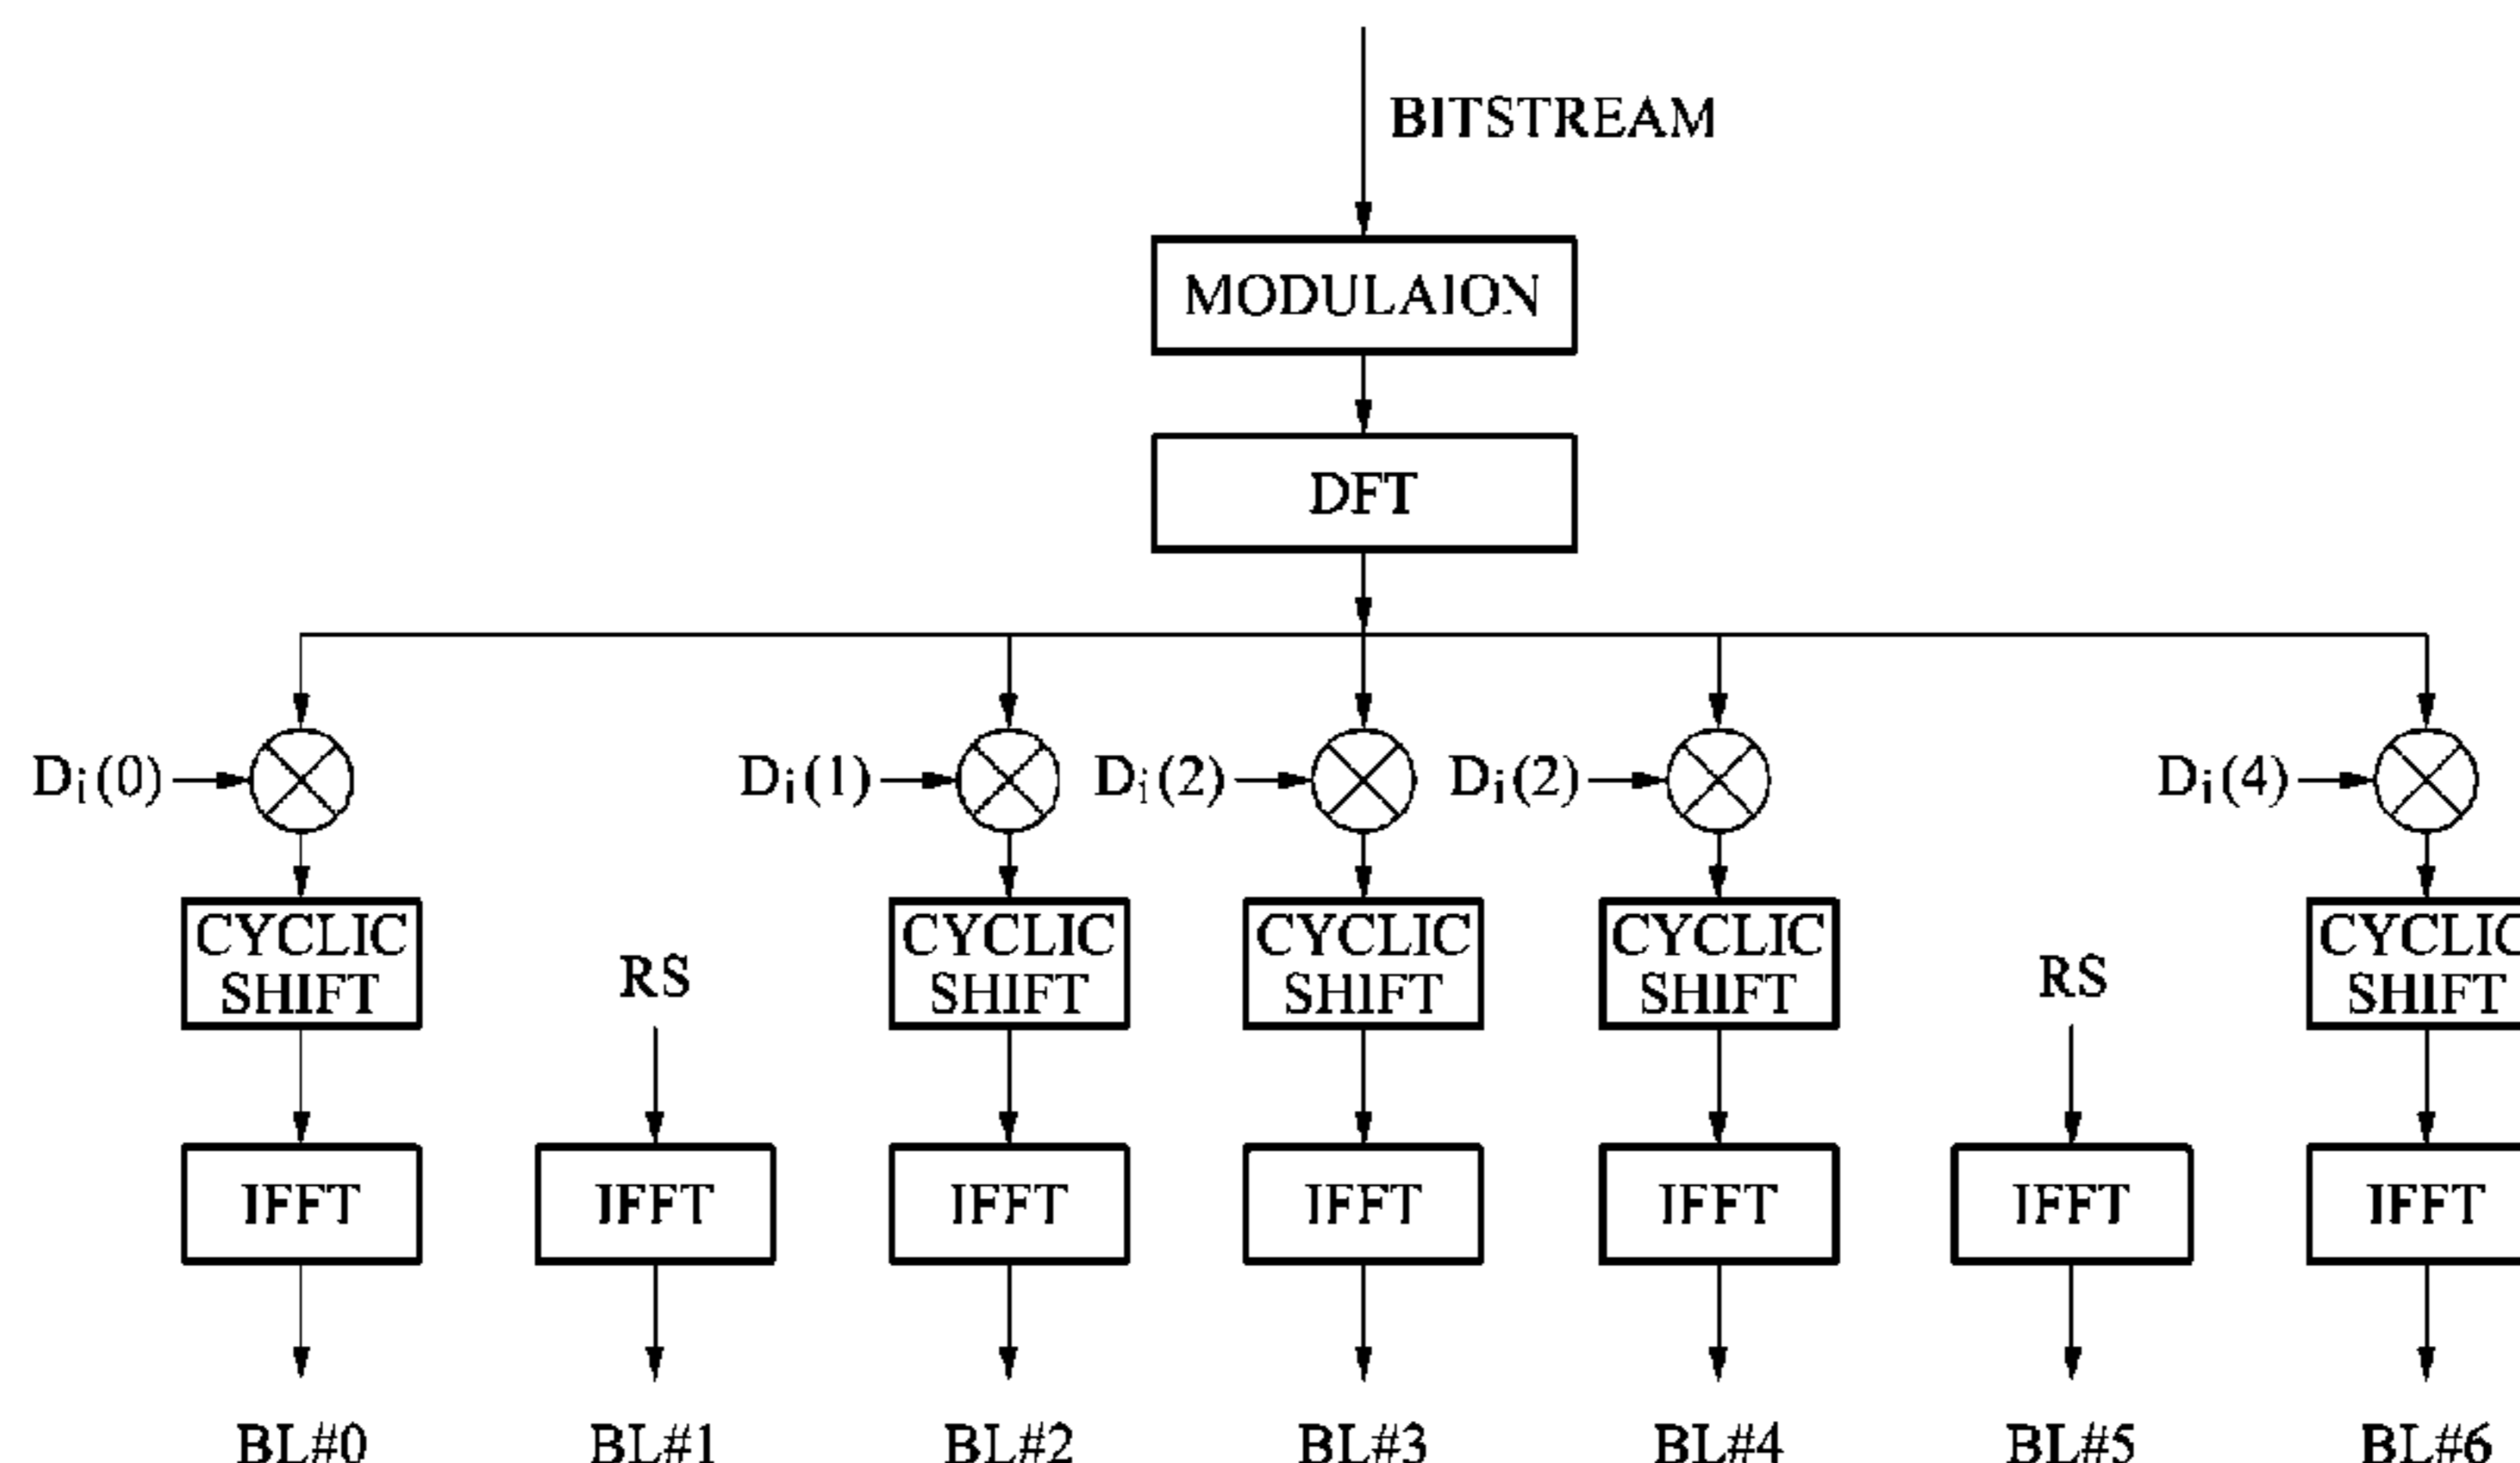 BITSTREAM
MODULAION
DFT
Di(0)
Di(1)
Di(2)
Di(2)
Di(4)
CYCLIC
SHIFT
RS
CYCLIC
SHIFT
CYCLIC
SHIFT
CYCLIC
SHIFT
RS
CYCLIC
SHIFT
IFFT
IFFT
IFFT
IFFT
IFFT
IFFT
IFFT
BL#0
BL#1
BL#2
BL#3
BL#4
BL#5
BL#6